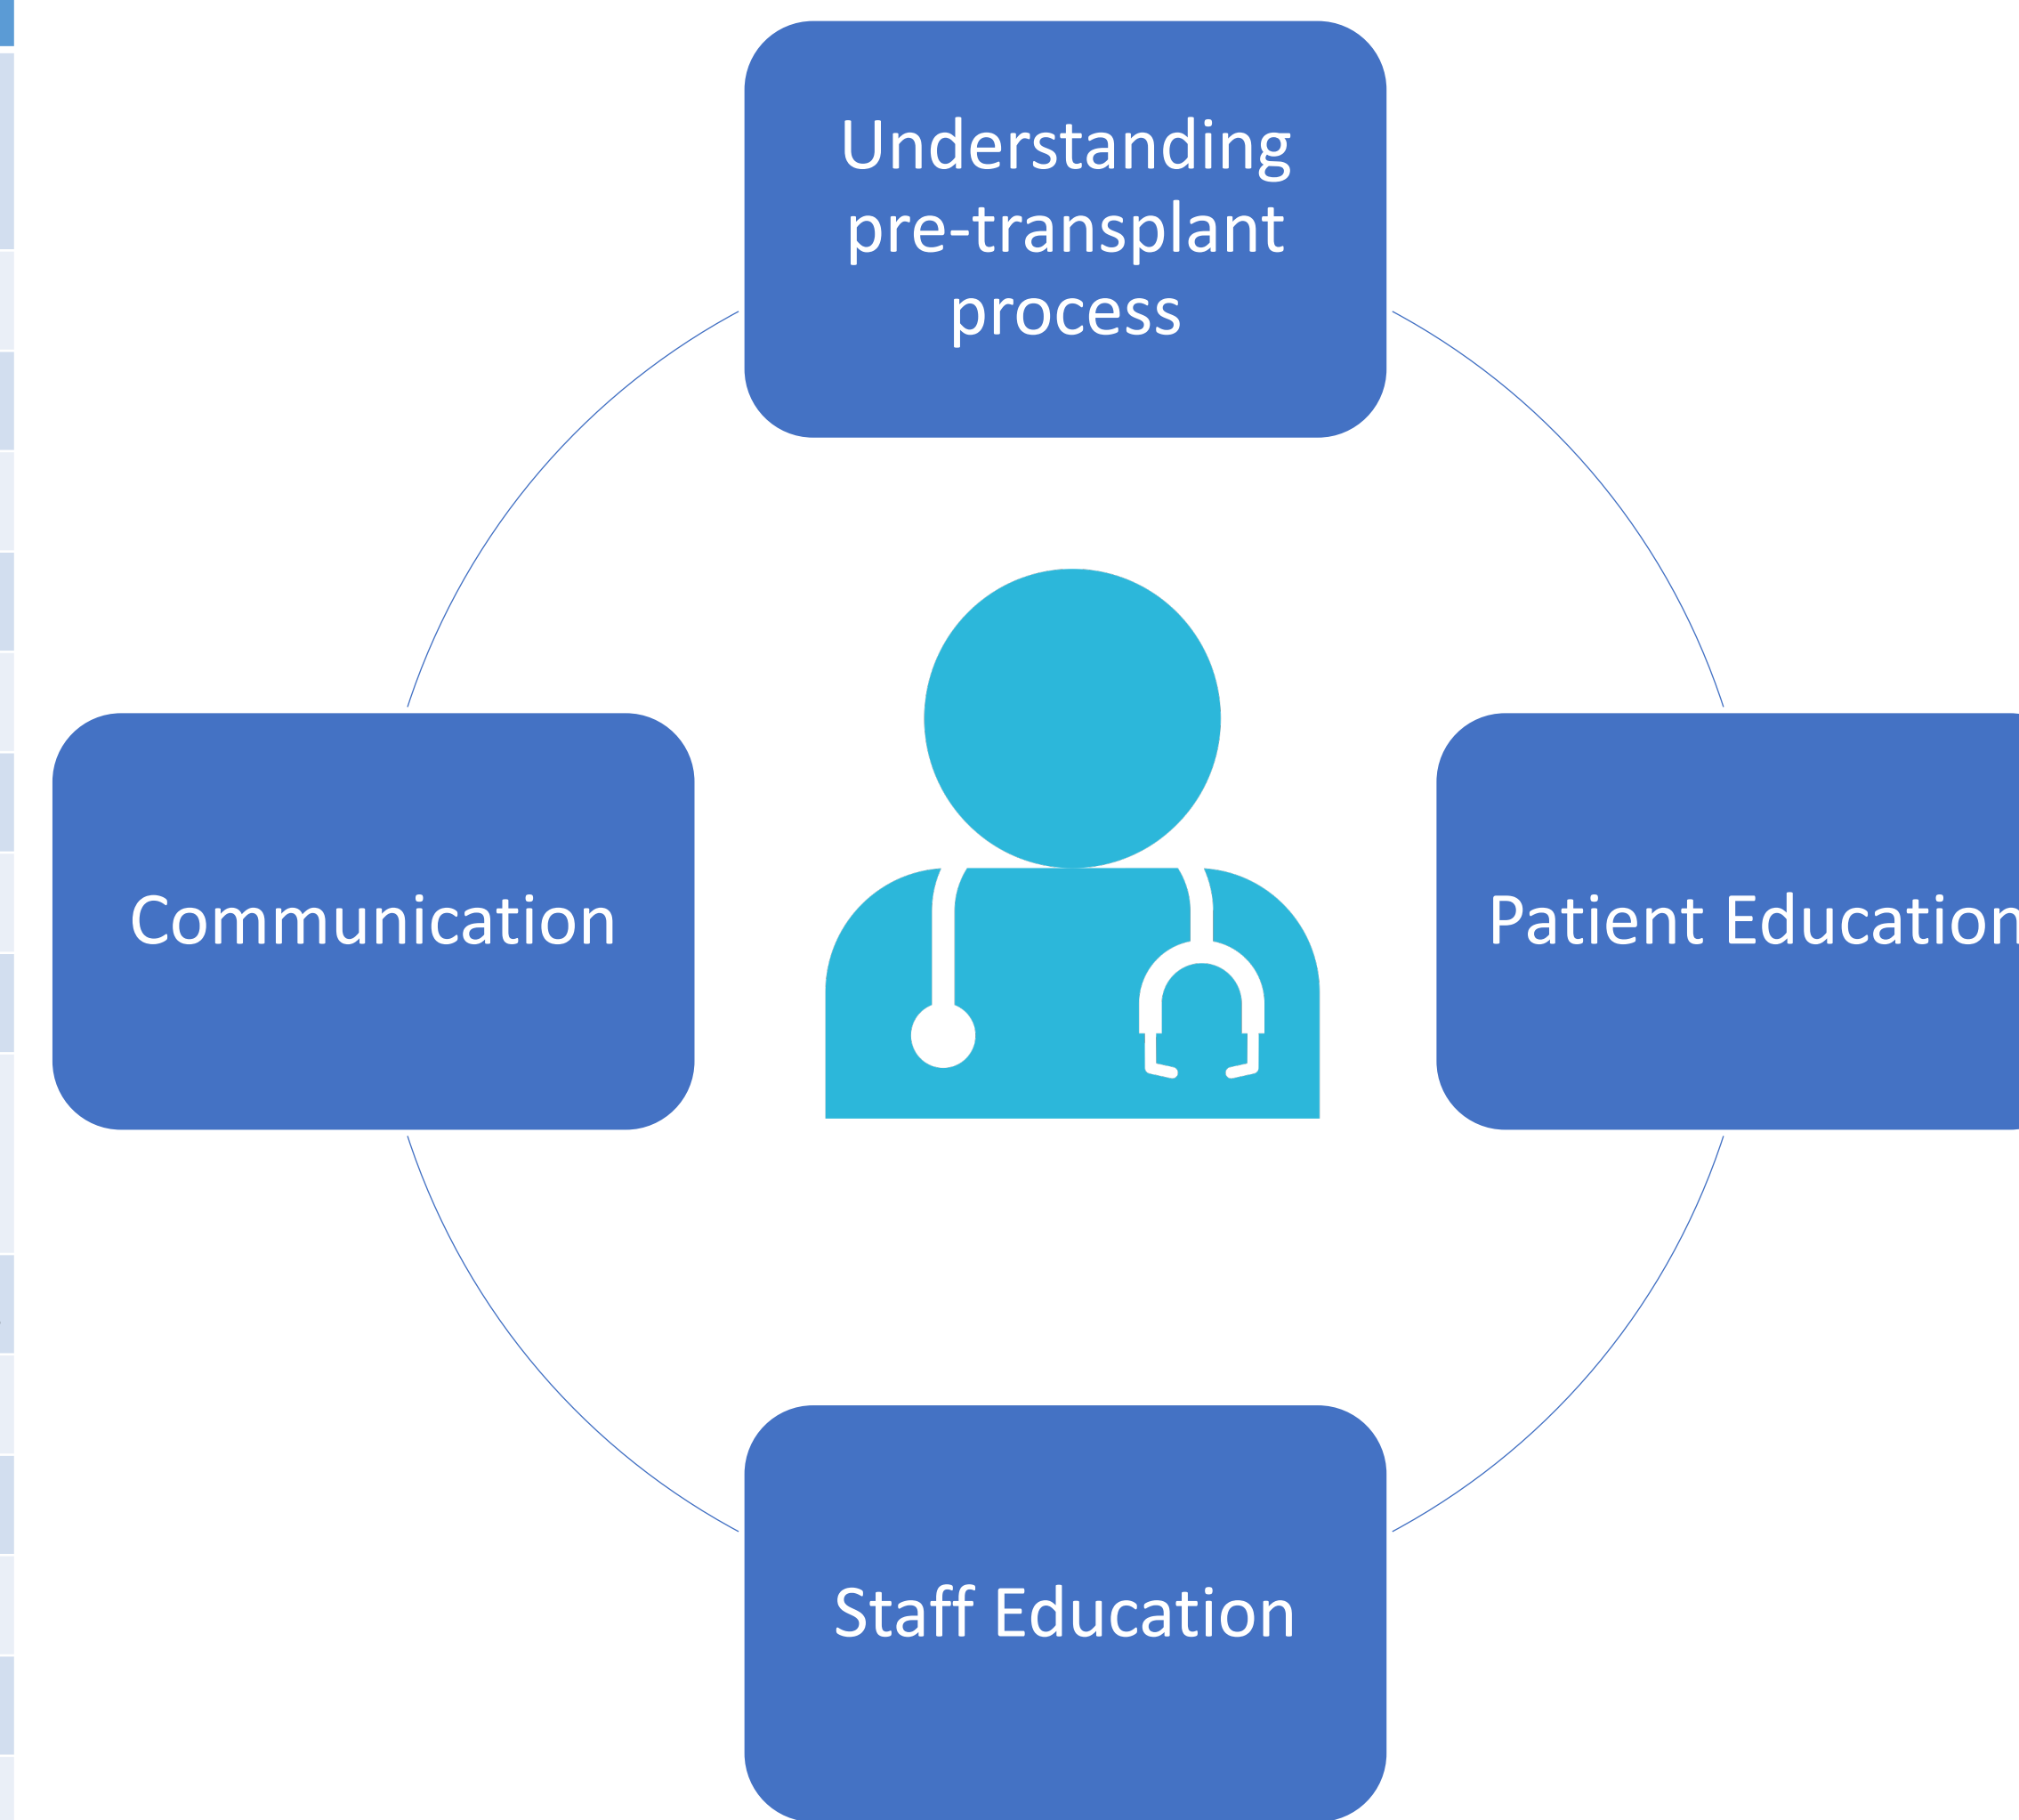 Understanding
pre-transplant
process
Communication
Patient Education
Staff Education